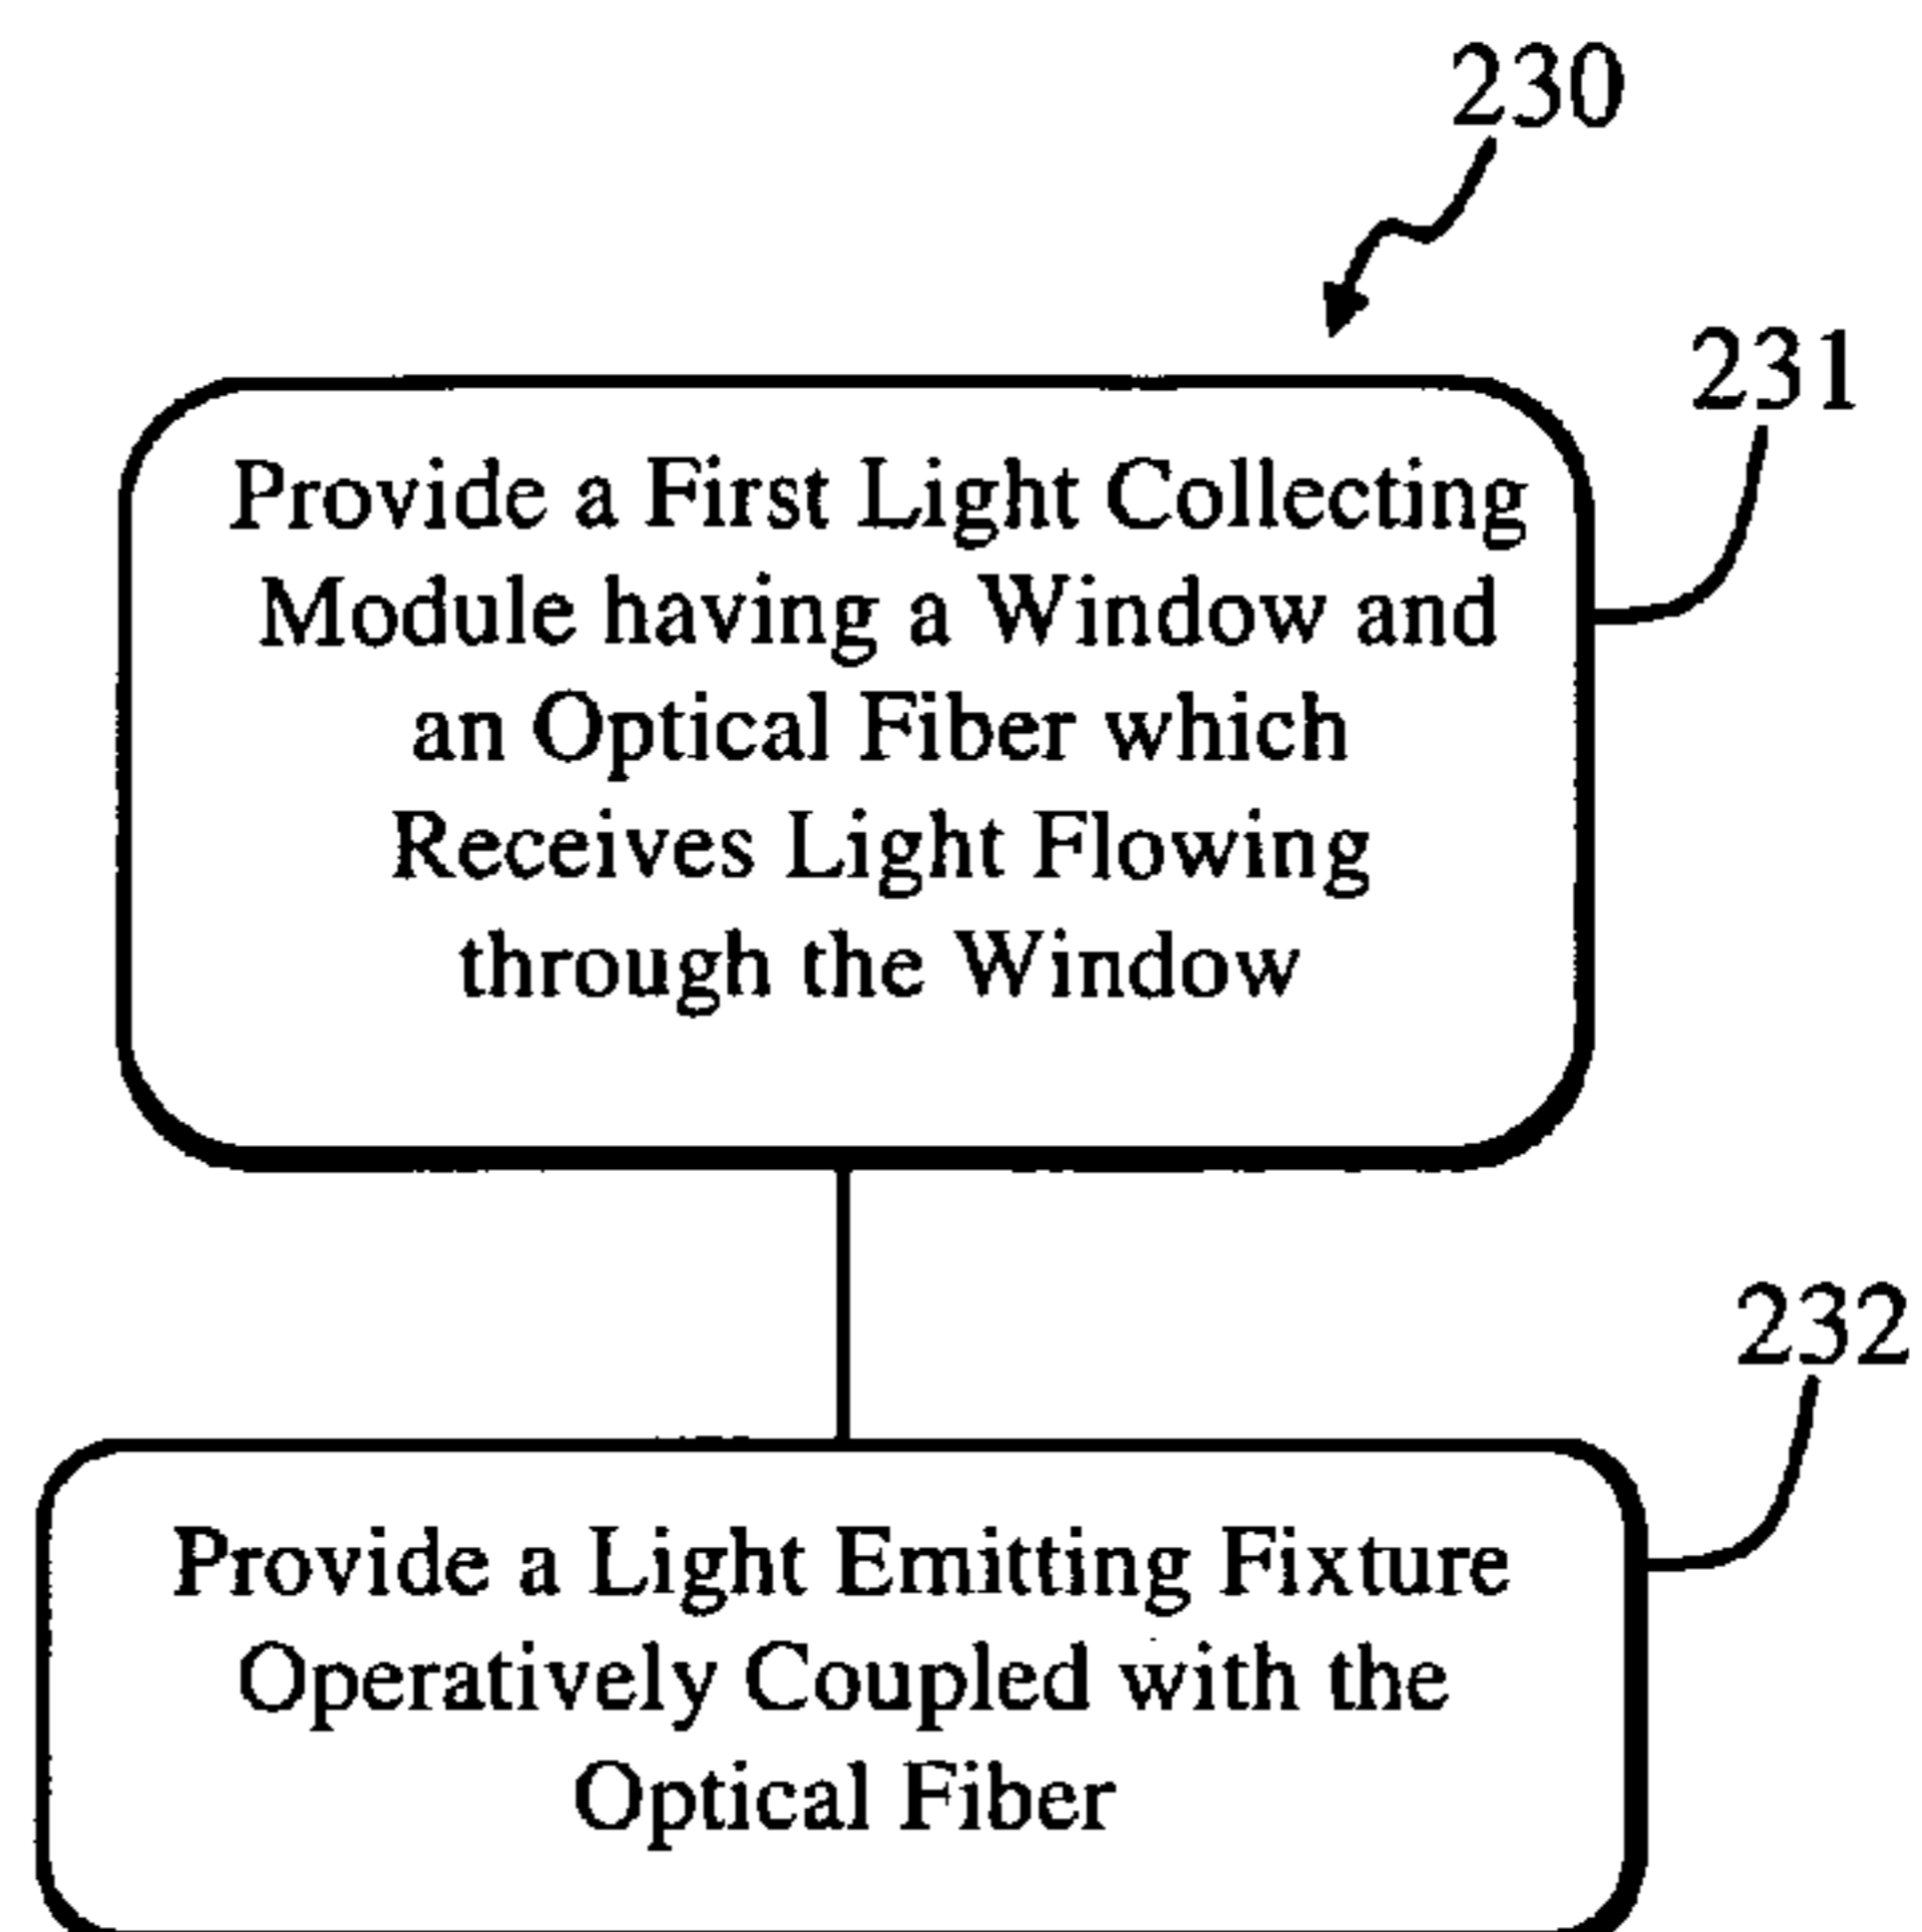 230
231
Provide a First Light Collecting
Module having a Window and
an Optical Fiber which
Receives Light Flowing
through the Window
232
Provide a Light Emitting Fixture
Operatively Coupled with the
Optical Fiber